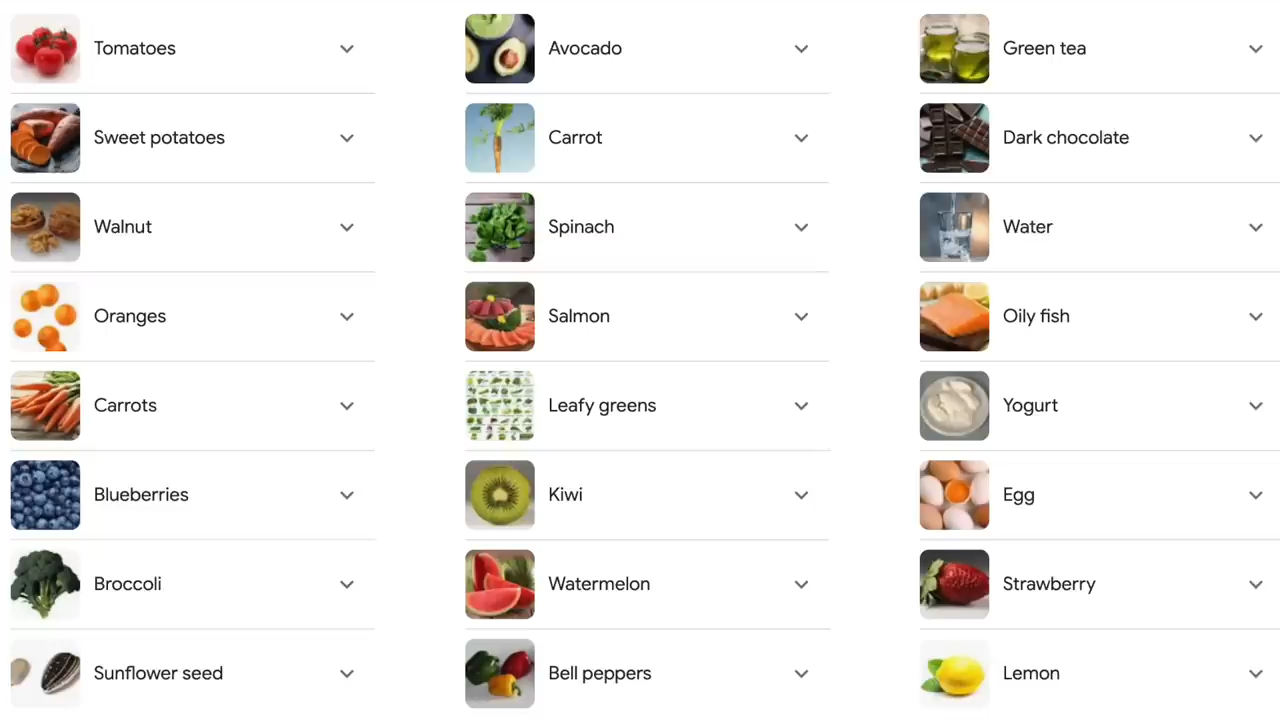 Tomatoes
Avocado
Green tea
Sweet potatoes
Carrot
Dark chocolate
Walnut
Spinach
Water
Oranges
Salmon
Oily fish
Carrots
Leafy greens
Yogurt
Blueberries
Kiwi
Egg
Broccoli
Watermelon
Strawberry
Sunflower seed
Bell peppers
Lemon